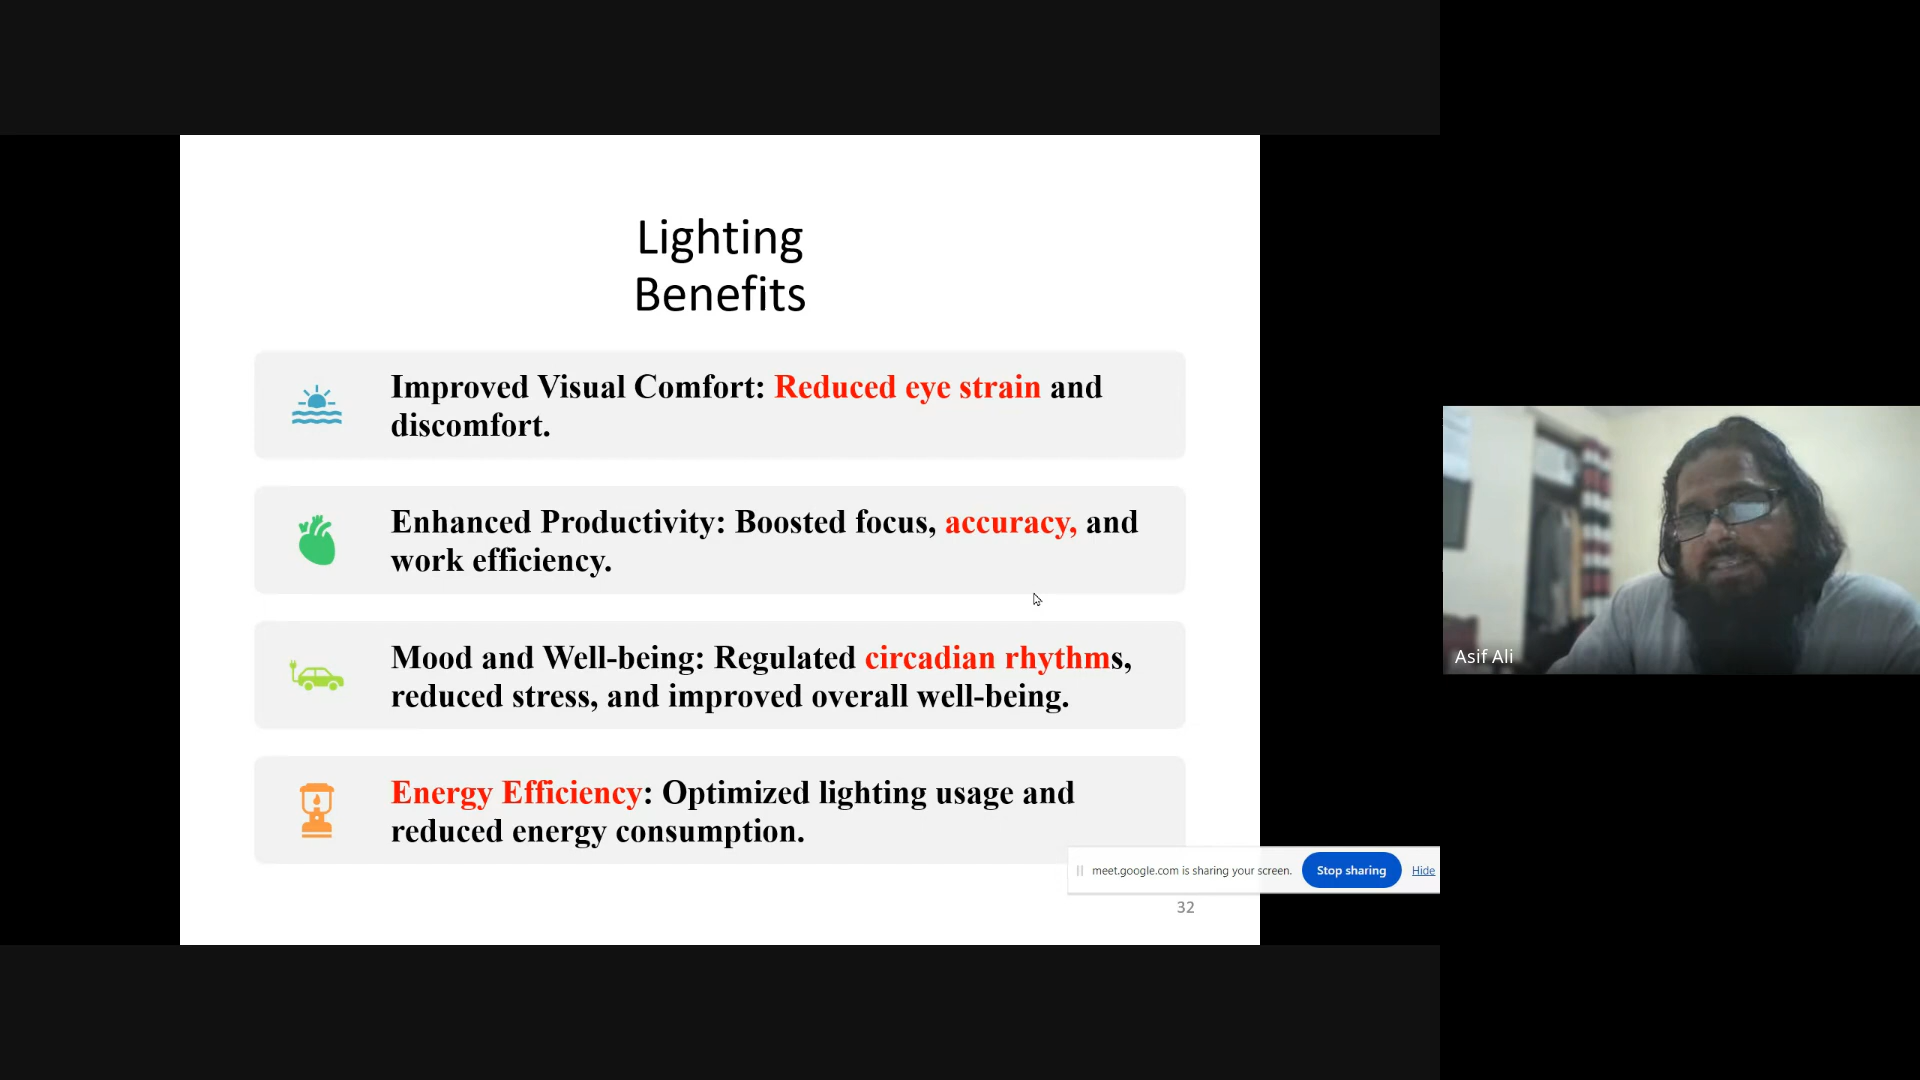 Lighting
Benefits
Improved Visual Comfort: Reduced eye strain and
discomfort.
Enhanced Productivity: Boosted focus, accuracy, and
work efficiency.
Mood and Well-being: Regulated circadian rhythms,
reduced stress, and improved overall well-being.
Energy Efficiency: Optimized lighting usage and
reduced energy consumption.
meet.google.com is sharing your screen.
Stop sharing
Hide
32
Asif Ali